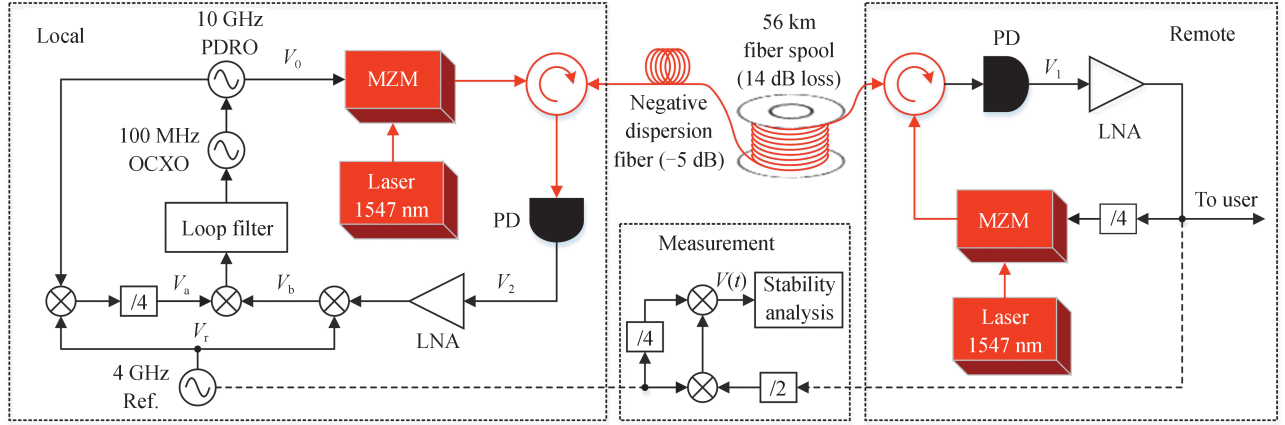 Local
10 GHz
PDRO
V0
MZM
100 MHz
OCXO
Laser
1547 nm
Loop filter
PD
Va
Vb
V2
/4
LNA
Vr
4 GHz
Ref.
Negative
dispersion
fiber (−5 dB)
56 km
fiber spool
(14 dB loss)
Measurement
V(t)
Stability
analysis
/4
/2
Remote
PD
V1
LNA
To user
MZM
/4
Laser
1547 nm